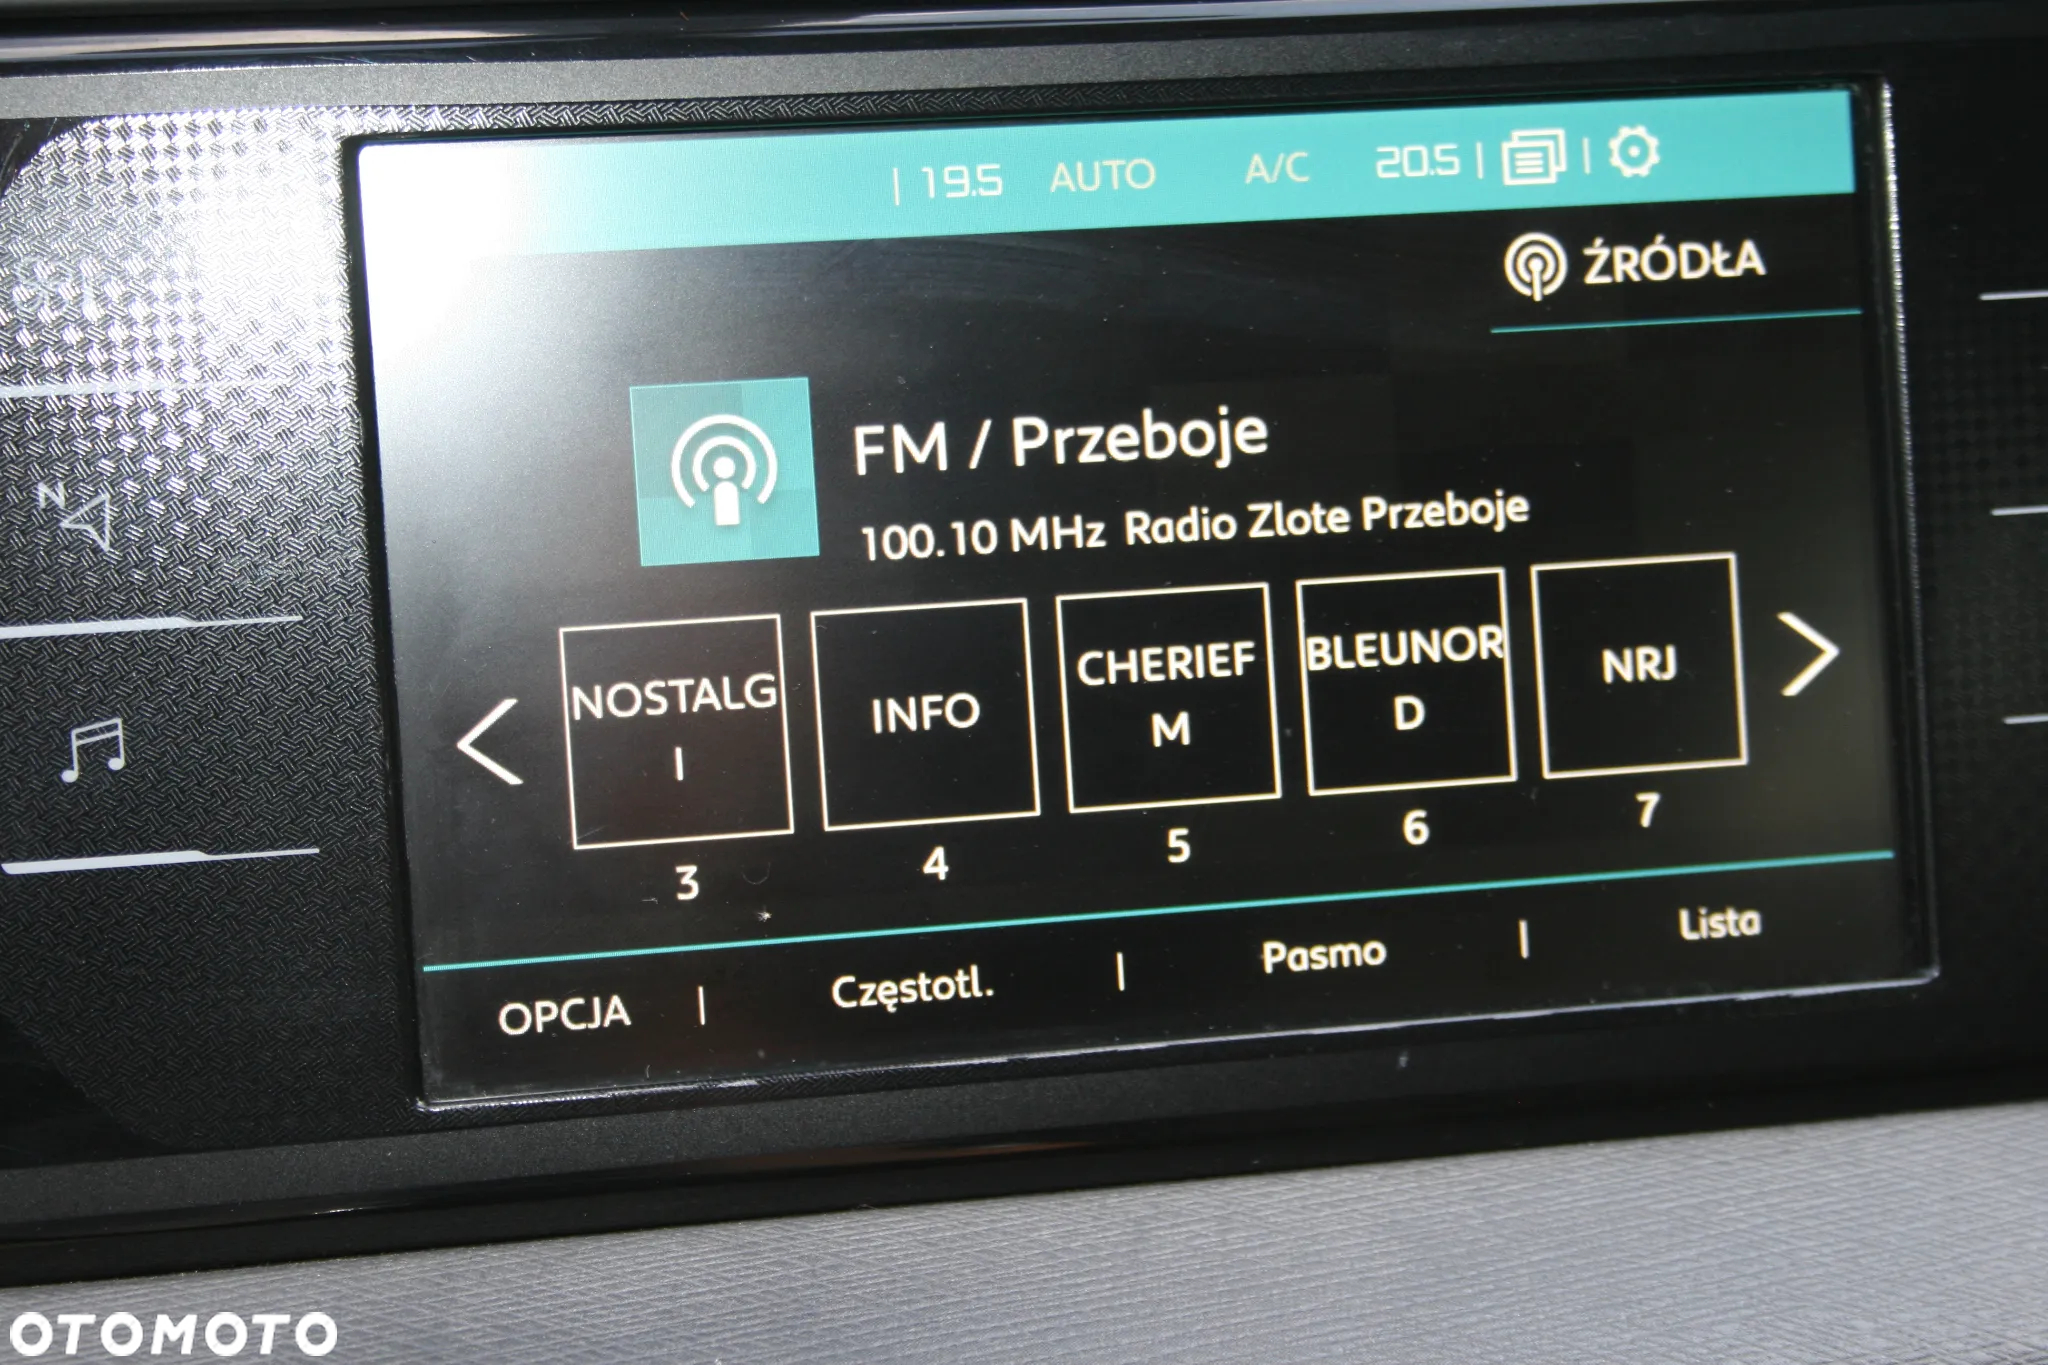 | 19.5 AUTO A/C 20.5 | |
ŹRÓDŁA
FM / Przeboje
100.10 MHz Radio Zlote Przeboje
NOSTALG
I
INFO
CHERIEF
M
BLEUNOR
D
NRJ
3 4 5 6 7
OPCJA | Częstotl. | Pasmo | Lista
N
OTOMOTO